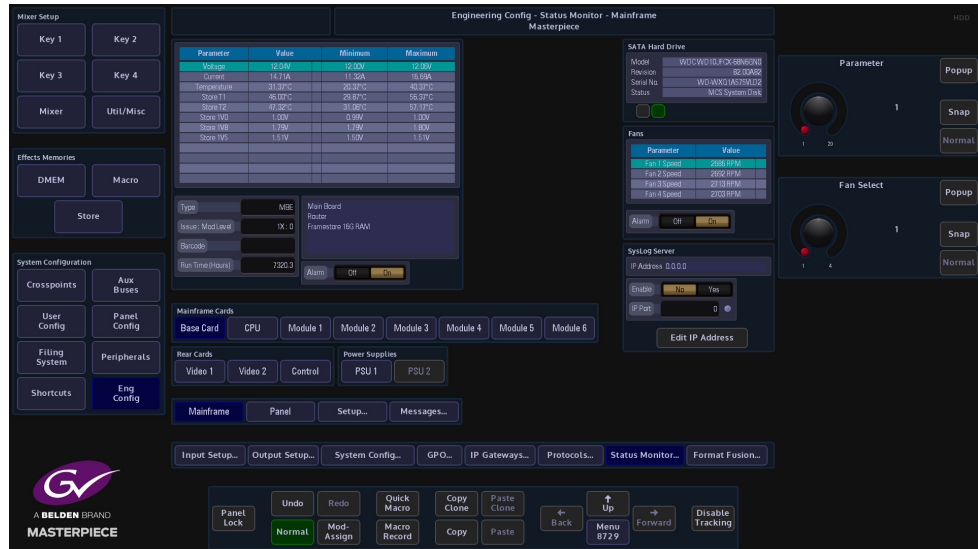 Mixer Setup
Key 1
Key 2
Key 3
Key 4
Mixer
Util/Misc
Effects Memories
DMEM
Macro
Store
System Configuration
Crosspoints
Aux
Buses
User
Config
Panel
Config
Filing
System
Peripherals
Shortcuts
Eng
Config
GV
A BELDEN BRAND
MASTERPIECE
Engineering Config - Status Monitor - Mainframe
Masterpiece
HDD
Parameter Value Minimum Maximum
Voltage 12.04V 12.00V 12.06V
Current 14.71A 11.32A 16.69A
Temperature 31.37°C 20.37°C 40.37°C
Store T1 46.00°C 29.87°C 56.37°C
Store T2 47.32°C 31.06°C 57.17°C
Store 1V0 1.00V 0.99V 1.00V
Store 1V8 1.79V 1.79V 1.80V
Store 1V5 1.51V 1.50V 1.51V
Type MBE
Issue : Mod Level 1X : 0
Barcode
Run Time (Hours) 7320.3
Main Board
Router
Framestore 16G RAM
Alarm Off On
Mainframe Cards
Base Card CPU Module 1 Module 2 Module 3 Module 4 Module 5 Module 6
Rear Cards
Video 1 Video 2 Control
Power Supplies
PSU 1 PSU 2
Mainframe Panel Setup... Messages...
SATA Hard Drive
Model
Revision 82.00A82
Serial No.
Status MCS System Disk
Fans
Parameter Value
Fan 1 Speed 2686 RPM
Fan 2 Speed 2692 RPM
Fan 3 Speed 2713 RPM
Fan 4 Speed 2703 RPM
Alarm Off On
SysLog Server
IP Address 0.0.0.0
Enable No Yes
IP Port 0
Edit IP Address
Parameter
1
1 20
Popup
Snap
Normal
Fan Select
1
1 4
Popup
Snap
Normal
Input Setup... Output Setup... System Config... GPO... IP Gateways... Protocols... Status Monitor... Format Fusion...
Panel
Lock
Undo
Redo
Normal
Mod-
Assign
Quick
Macro
Macro
Record
Copy
Clone
Paste
Clone
Copy
Paste
←
Back
↑
Up
Menu
8729
→
Forward
Disable
Tracking